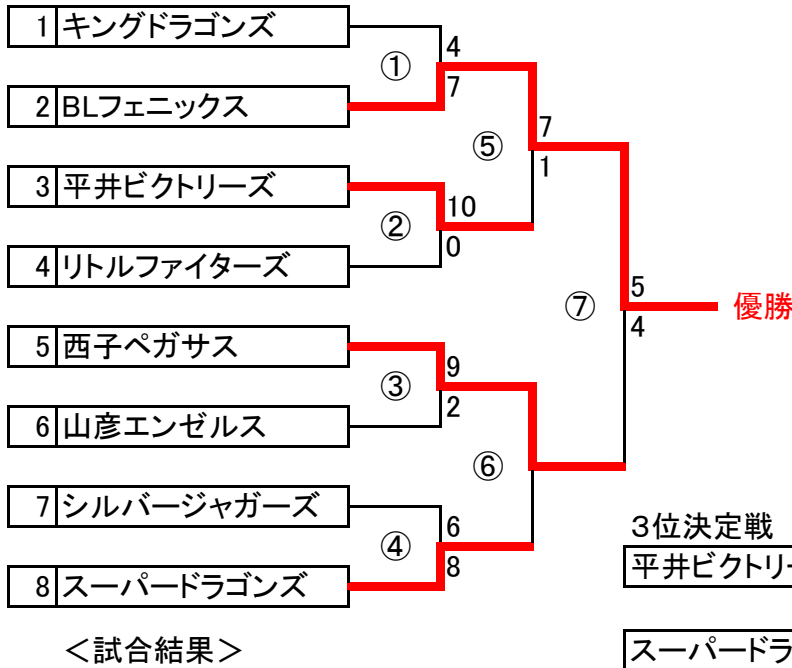 1 キングドラゴンズ
4
①
7
2 BLフェニックス
7
⑤
1
3 平井ビクトリーズ
10
②
0
4 リトルファイターズ
5
⑦ 優勝
4
5 西子ペガサス
9
③
2
6 山彦エンゼルス
⑥
7 シルバージャガーズ
6
④
8
8 スーパードラゴンズ
3位決定戦
平井ビクトリー
スーパードラ
＜試合結果＞